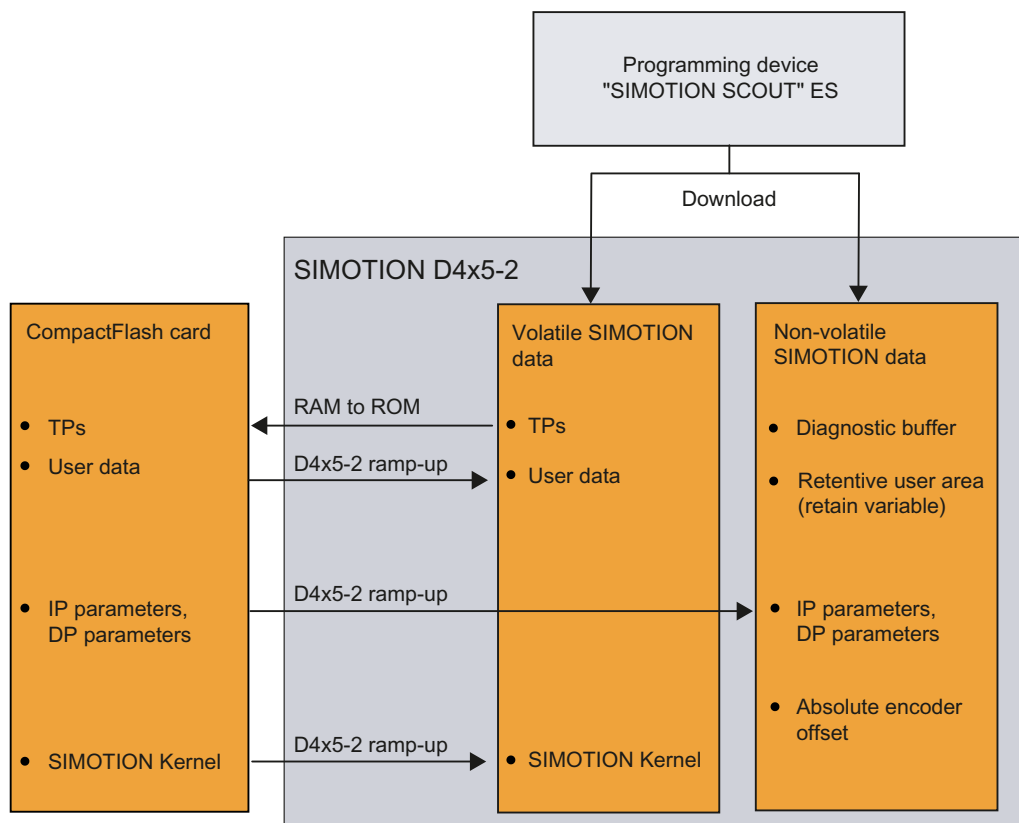 Programming device
"SIMOTION SCOUT" ES
Download
SIMOTION D4x5-2
CompactFlash card
• TPs
• User data
• IP parameters,
DP parameters
• SIMOTION Kernel
RAM to ROM
D4x5-2 ramp-up
D4x5-2 ramp-up
D4x5-2 ramp-up
Volatile SIMOTION
data
• TPs
• User data
• SIMOTION Kernel
Non-volatile
SIMOTION data
• Diagnostic buffer
• Retentive user area
(retain variable)
• IP parameters,
DP parameters
• Absolute encoder
offset